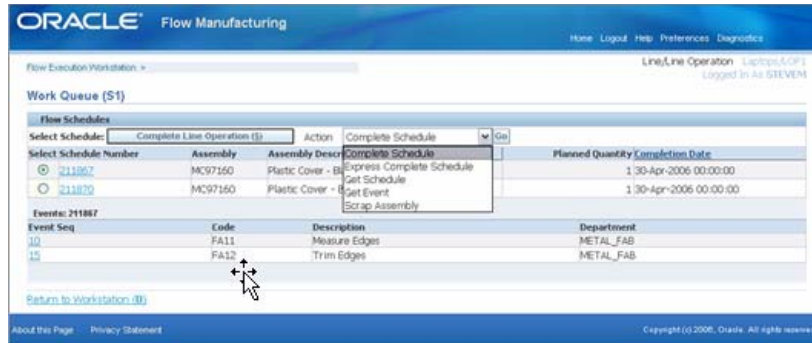 ORACLE Flow Manufacturing
Home Logout Help Preferences Diagnostics
Flow Execution Workstation >
Line/Line Operation Laptops/LOP1
Logged In As STEVEM
Work Queue (S1)
Flow Schedules
Select Schedule: Complete Line Operation (S) Action Complete Schedule Go
Complete Schedule
Express Complete Schedule
Get Schedule
Get Event
Scrap Assembly
Select Schedule Number Assembly Assembly Descr Planned Quantity Completion Date
211867 MC97160 Plastic Cover - 1 30-Apr-2006 00:00:00
211870 MC97160 Plastic Cover - 1 30-Apr-2006 00:00:00
Events: 211867
Event Seq Code Description Department
10 FA11 Measure Edges METAL_FAB
15 FA12 Trim Edges METAL_FAB
Return to Workstation
About this Page Privacy Statement
Copyright (c) 2006, Oracle. All rights